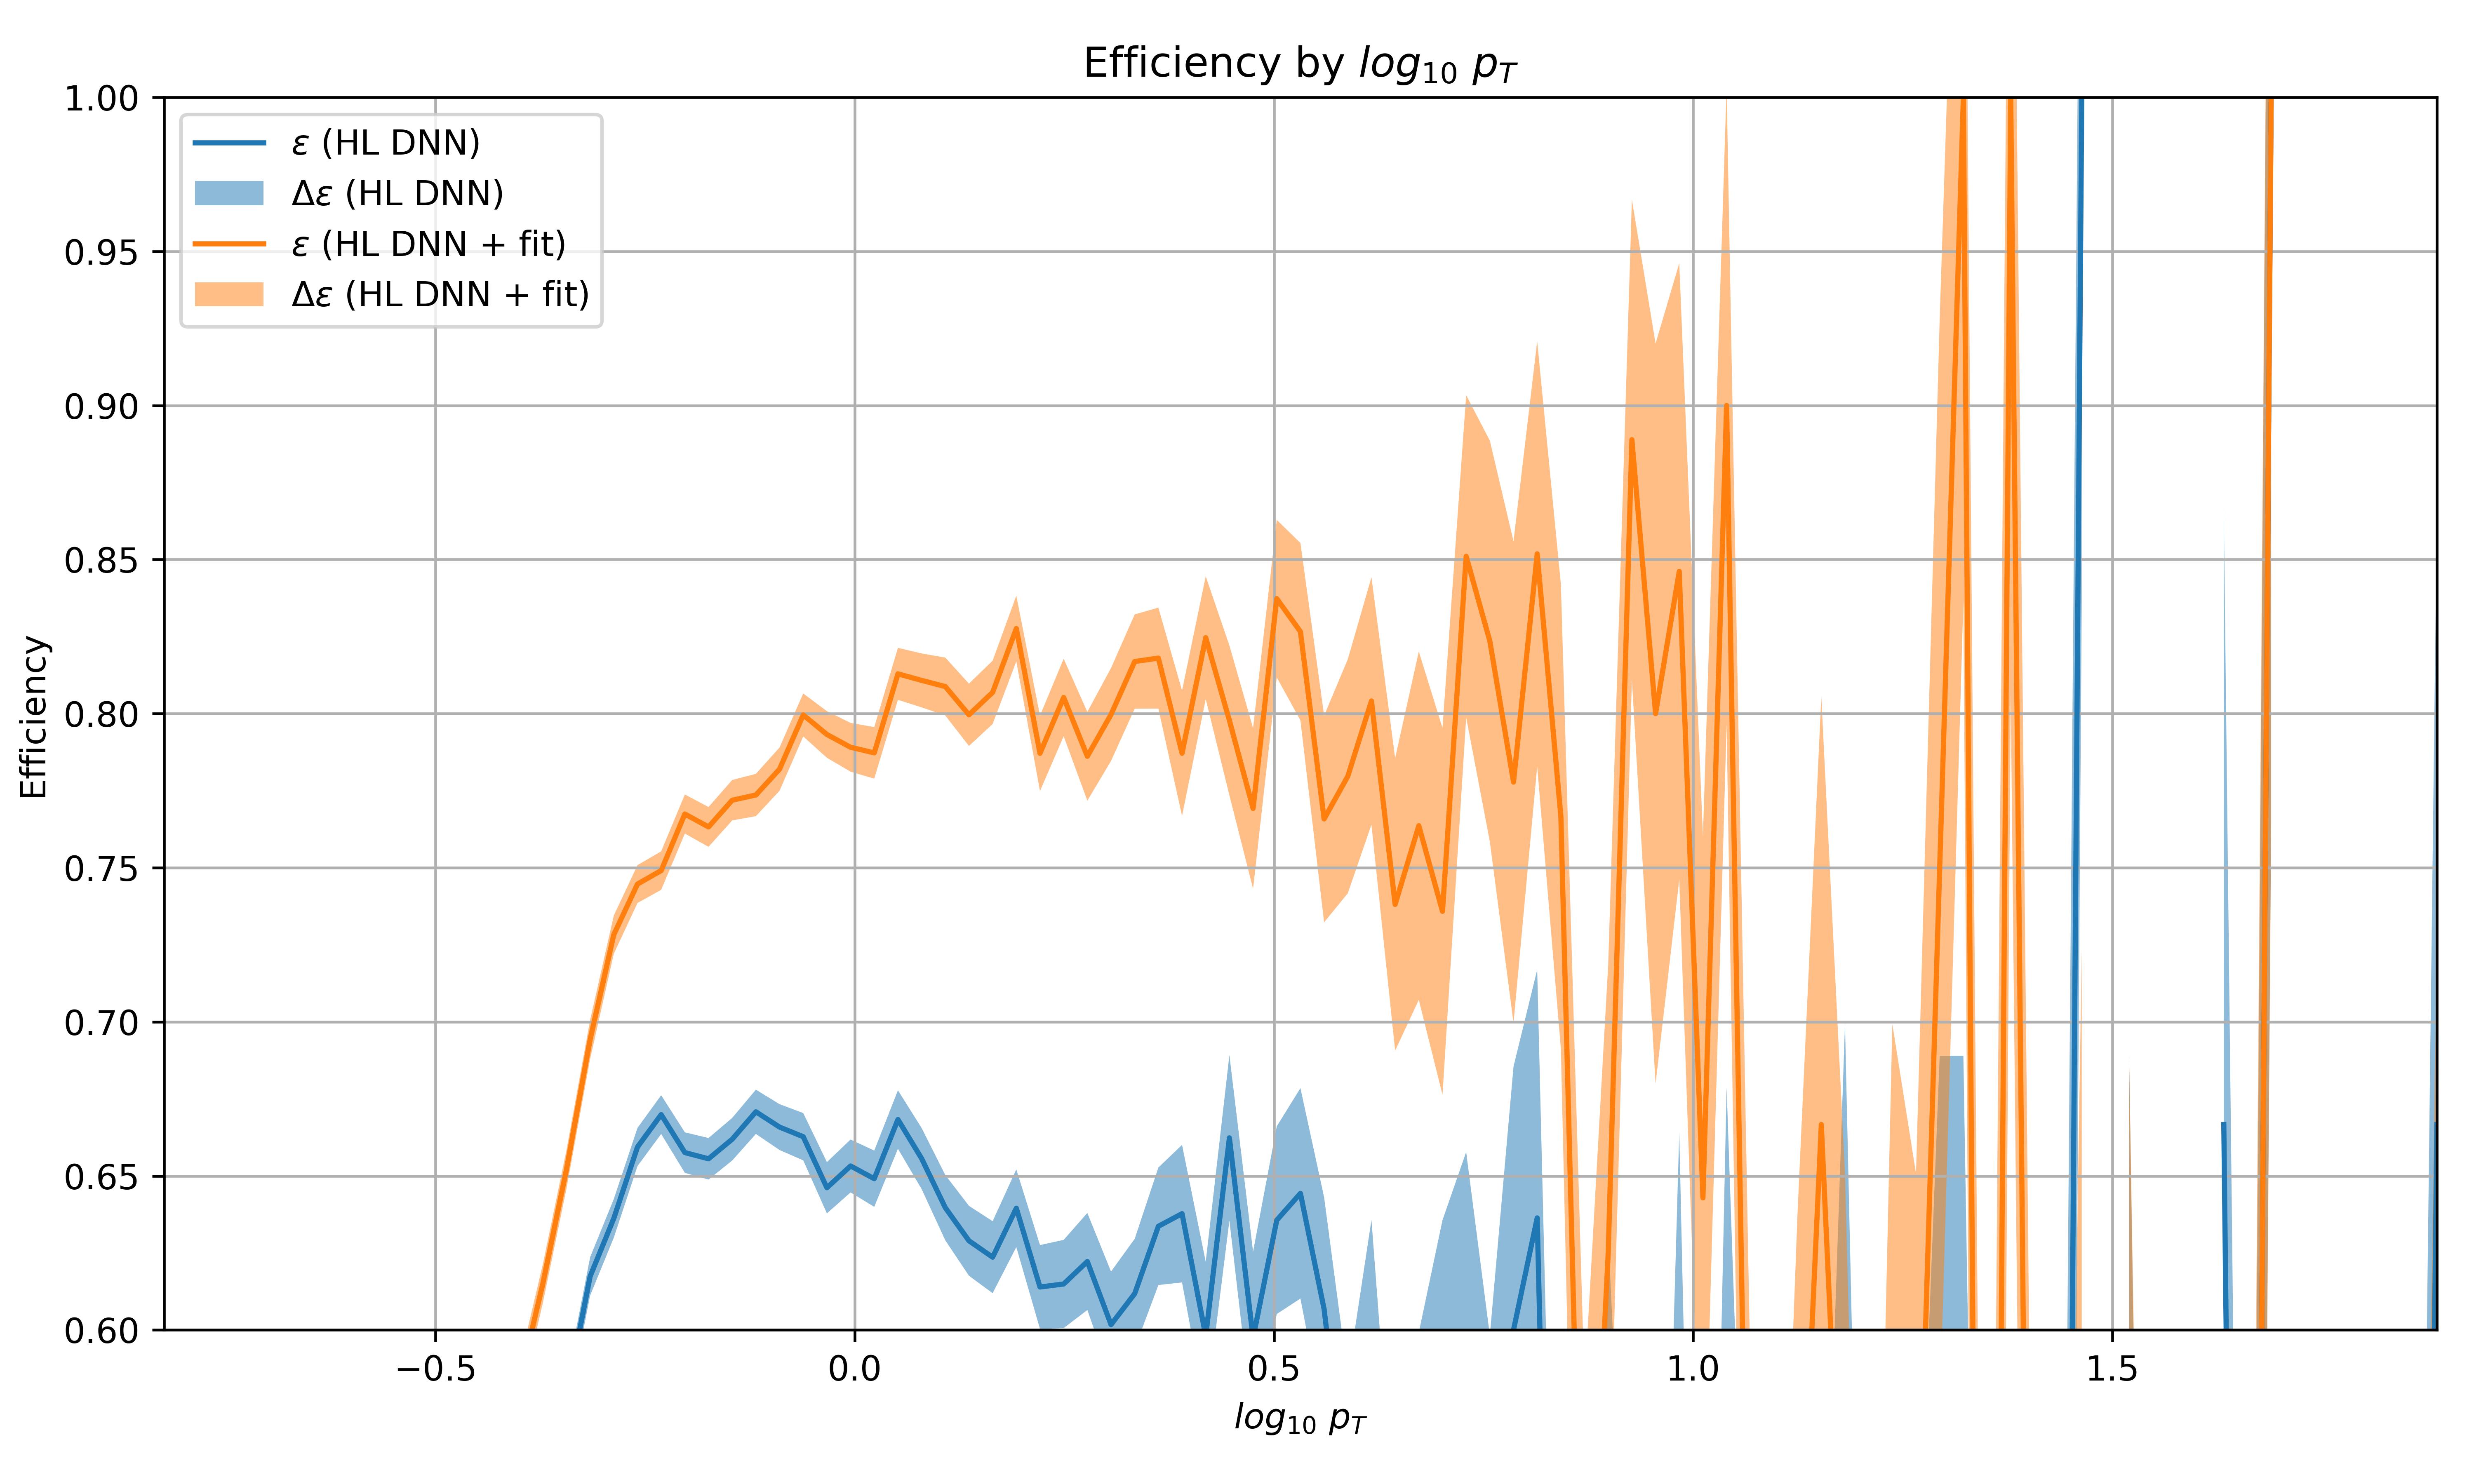 Efficiency by log₁₀ p_T
1.00
0.95
0.90
0.85
0.80
0.75
0.70
0.65
0.60
Efficiency
ε (HL DNN)
Δε (HL DNN)
ε (HL DNN + fit)
Δε (HL DNN + fit)
−0.5 0.0 0.5 1.0 1.5
log₁₀ p_T